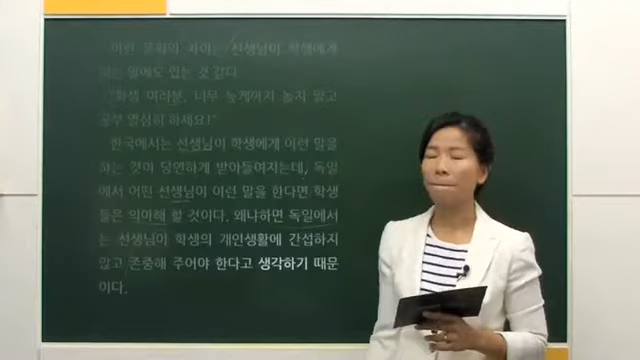 이런 문화의 차이는 선생님이 학생에게
하는 말에도 있는 것 같다.
"학생 여러분, 너무 늦게까지 놀지 말고
공부 열심히 하세요!"
한국에서는 선생님이 학생에게 이런 말을
하는 것이 당연하게 받아들여지는데, 독일
에서 어떤 선생님이 이런 말을 한다면 학생
들은 의아해 할 것이다. 왜냐하면 독일에서
는 선생님이 학생의 개인생활에 간섭하지
않고 존중해 주어야 한다고 생각하기 때문
이다.